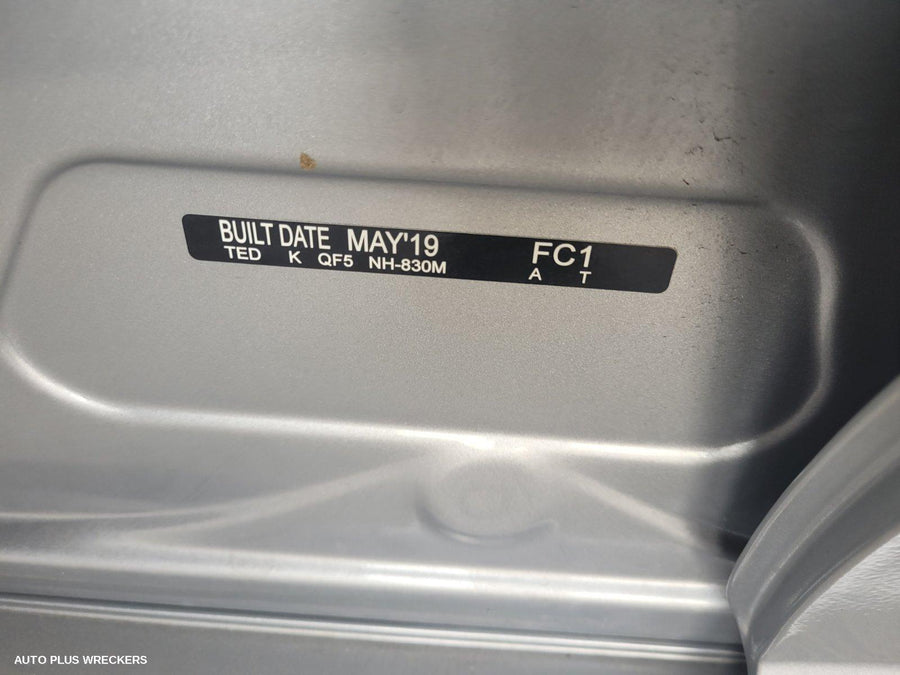 BUILT DATE MAY'19 FC1
TED K QF5 NH-830M A T
AUTO PLUS WRECKERS